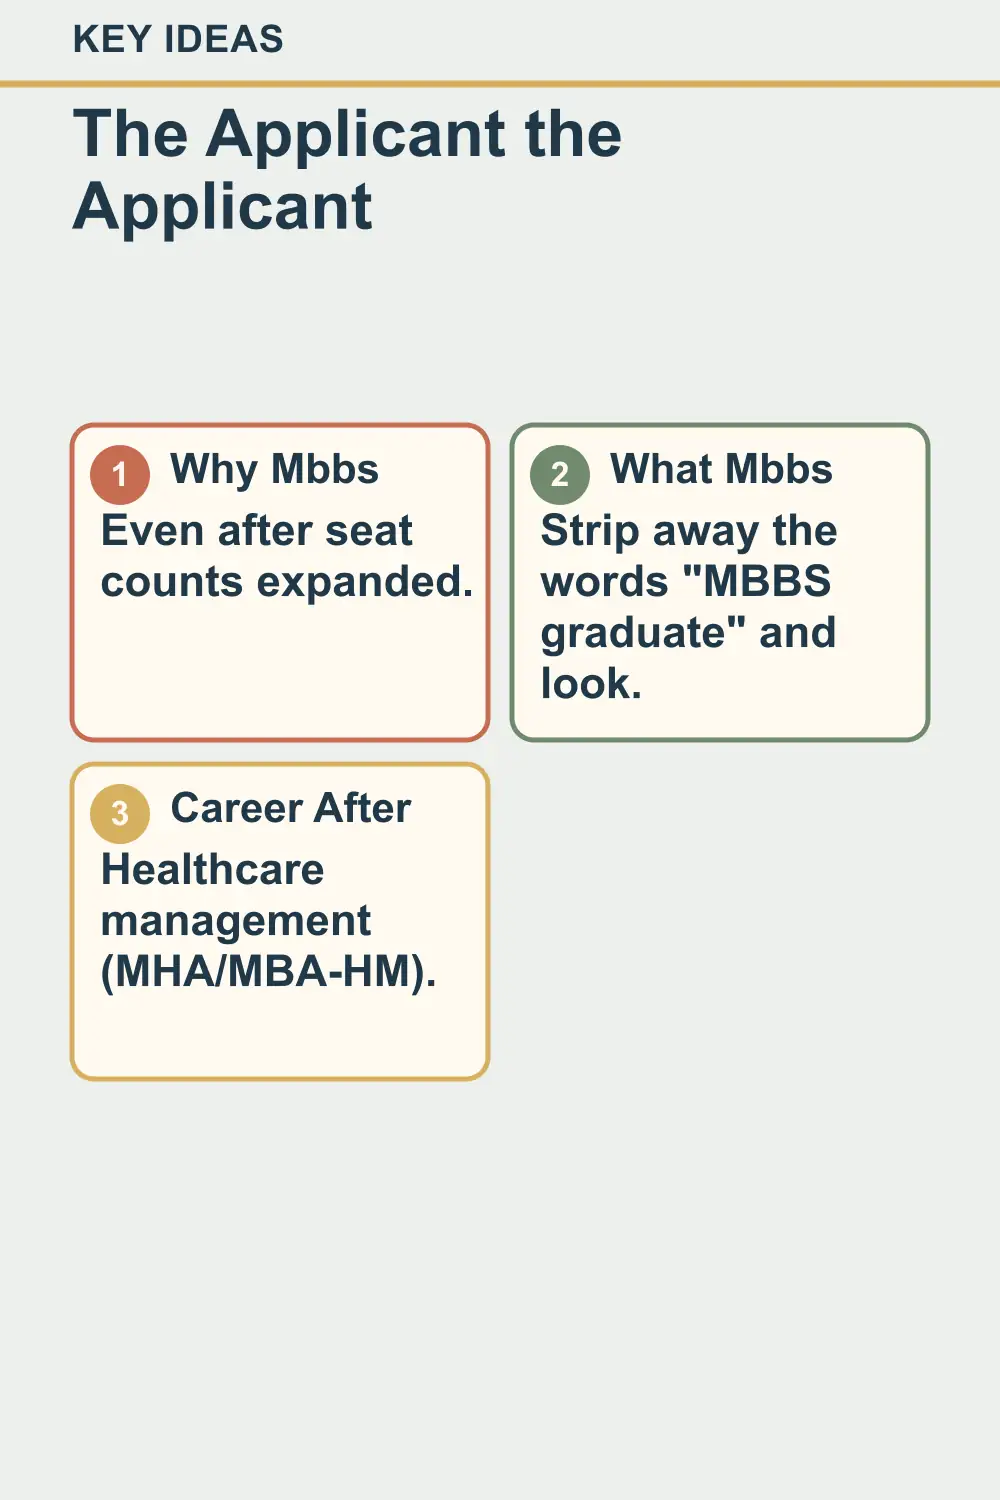 KEY IDEAS
The Applicant the
Applicant
1 Why Mbbs
Even after seat
counts expanded.
2 What Mbbs
Strip away the
words "MBBS
graduate" and
look.
3 Career After
Healthcare
management
(MHA/MBA-HM).